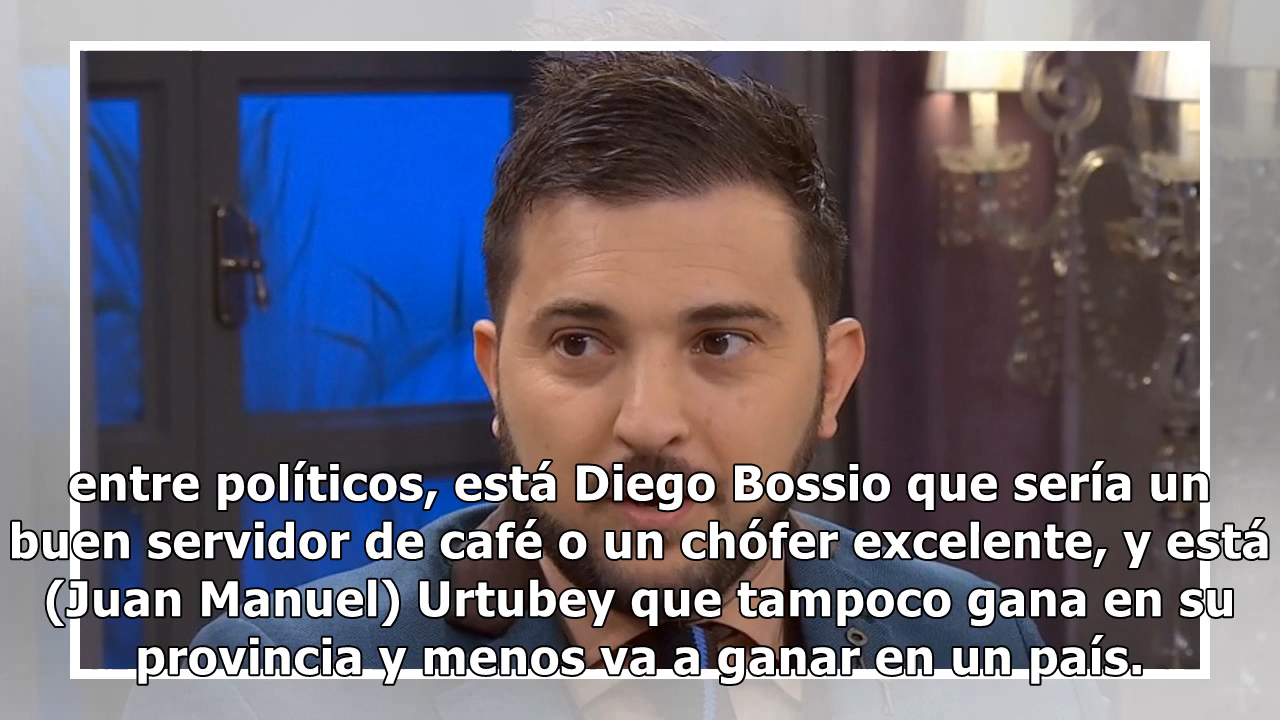 entre políticos, está Diego Bossio que sería un
buen servidor de café o un chófer excelente, y está
(Juan Manuel) Urtubey que tampoco gana en su
provincia y menos va a ganar en un país.